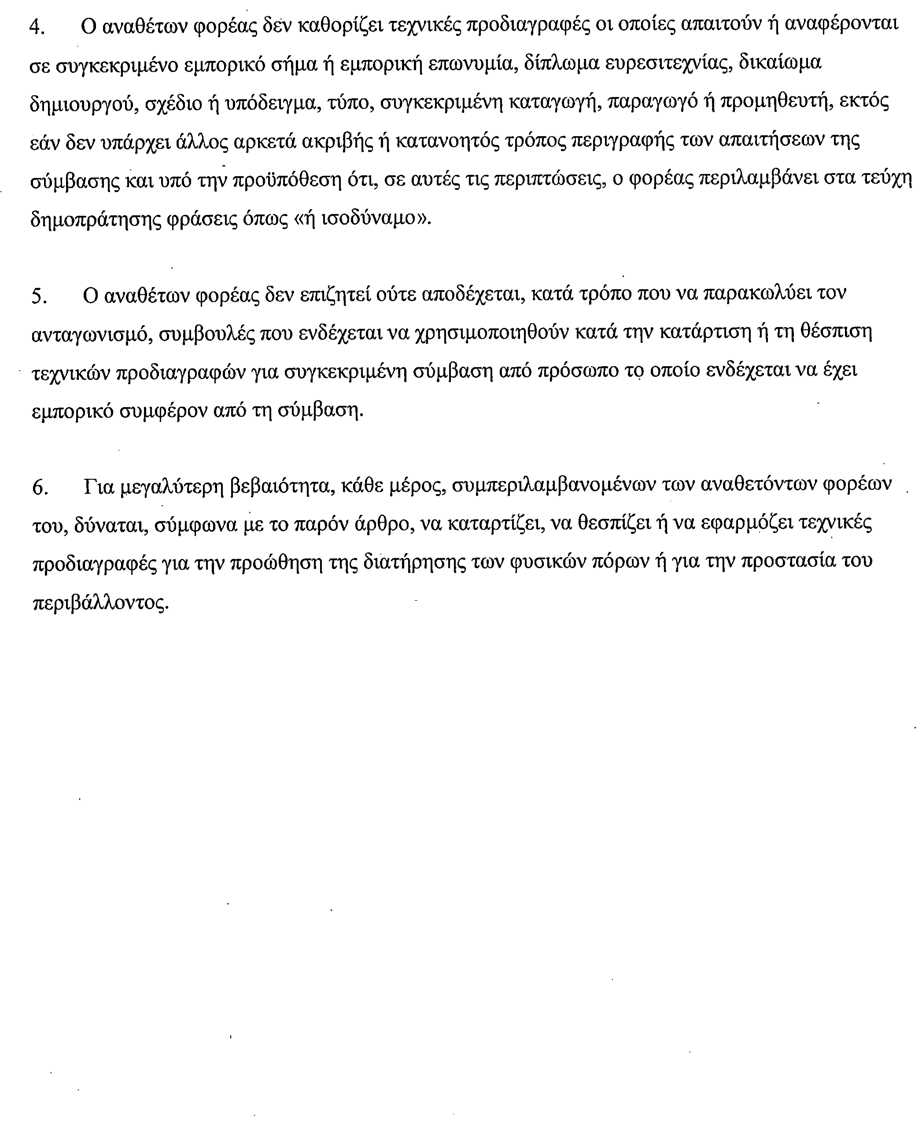 4. Ο αναθέτων φορέας δεν καθορίζει τεχνικές προδιαγραφές οι οποίες απαιτούν ή αναφέρονται
σε συγκεκριμένο εμπορικό σήμα ή εμπορική επωνυμία, δίπλωμα ευρεσιτεχνίας, δικαίωμα
δημιουργού, σχέδιο ή υπόδειγμα, τύπο, συγκεκριμένη καταγωγή, παραγωγό ή προμηθευτή, εκτός
εάν δεν υπάρχει άλλος αρκετά ακριβής ή κατανοητός τρόπος περιγραφής των απαιτήσεων της
σύμβασης και υπό την προϋπόθεση ότι, σε αυτές τις περιπτώσεις, ο φορέας περιλαμβάνει στα τεύχη
δημοπράτησης φράσεις όπως «ή ισοδύναμο».
5. Ο αναθέτων φορέας δεν επιζητεί ούτε αποδέχεται, κατά τρόπο που να παρακωλύει τον
ανταγωνισμό, συμβουλές που ενδέχεται να χρησιμοποιηθούν κατά την κατάρτιση ή τη θέσπιση
τεχνικών προδιαγραφών για συγκεκριμένη σύμβαση από πρόσωπο το οποίο ενδέχεται να έχει
εμπορικό συμφέρον από τη σύμβαση.
6. Για μεγαλύτερη βεβαιότητα, κάθε μέρος, συμπεριλαμβανομένων των αναθετόντων φορέων
του, δύναται, σύμφωνα με το παρόν άρθρο, να καταρτίζει, να θεσπίζει ή να εφαρμόζει τεχνικές
προδιαγραφές για την προώθηση της διατήρησης των φυσικών πόρων ή για την προστασία του
περιβάλλοντος.